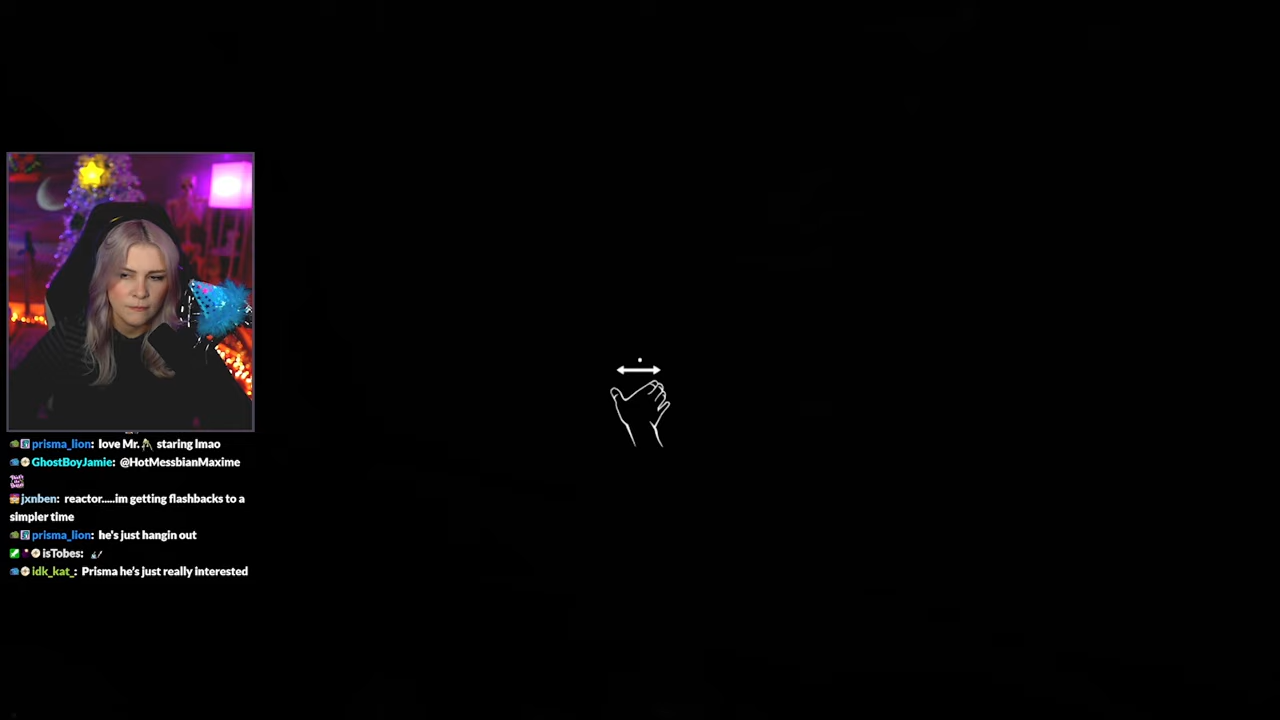 prisma_lion: love Mr. staring lmao
GhostBoyJamie: @HotMessbianMaxime
jxnben: reactor.....im getting flashbacks to a
simpler time
prisma_lion: he's just hangin out
isTobes:
idk_kat_: Prisma he's just really interested